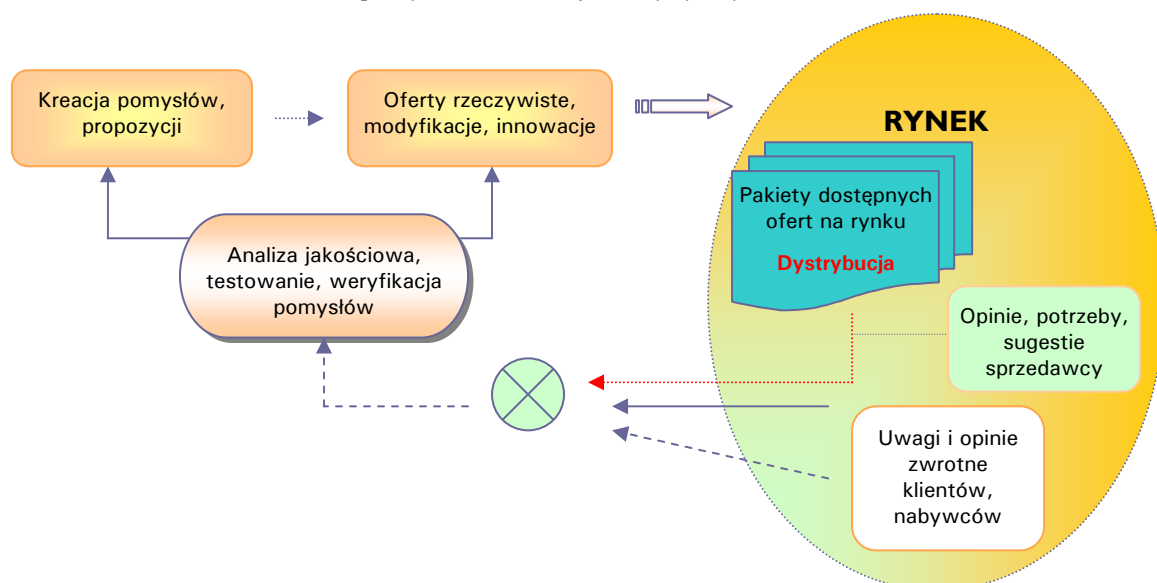 Kreacja pomysłów,
propozycji
Oferty rzeczywiste,
modyfikacje, innowacje
RYNEK
Pakiety dostępnych
ofert na rynku
Dystrybucja
Analiza jakościowa,
testowanie, weryfikacja
pomysłów
Opinie, potrzeby,
sugestie
sprzedawcy
Uwagi i opinie
zwrotne
klientów,
nabywców